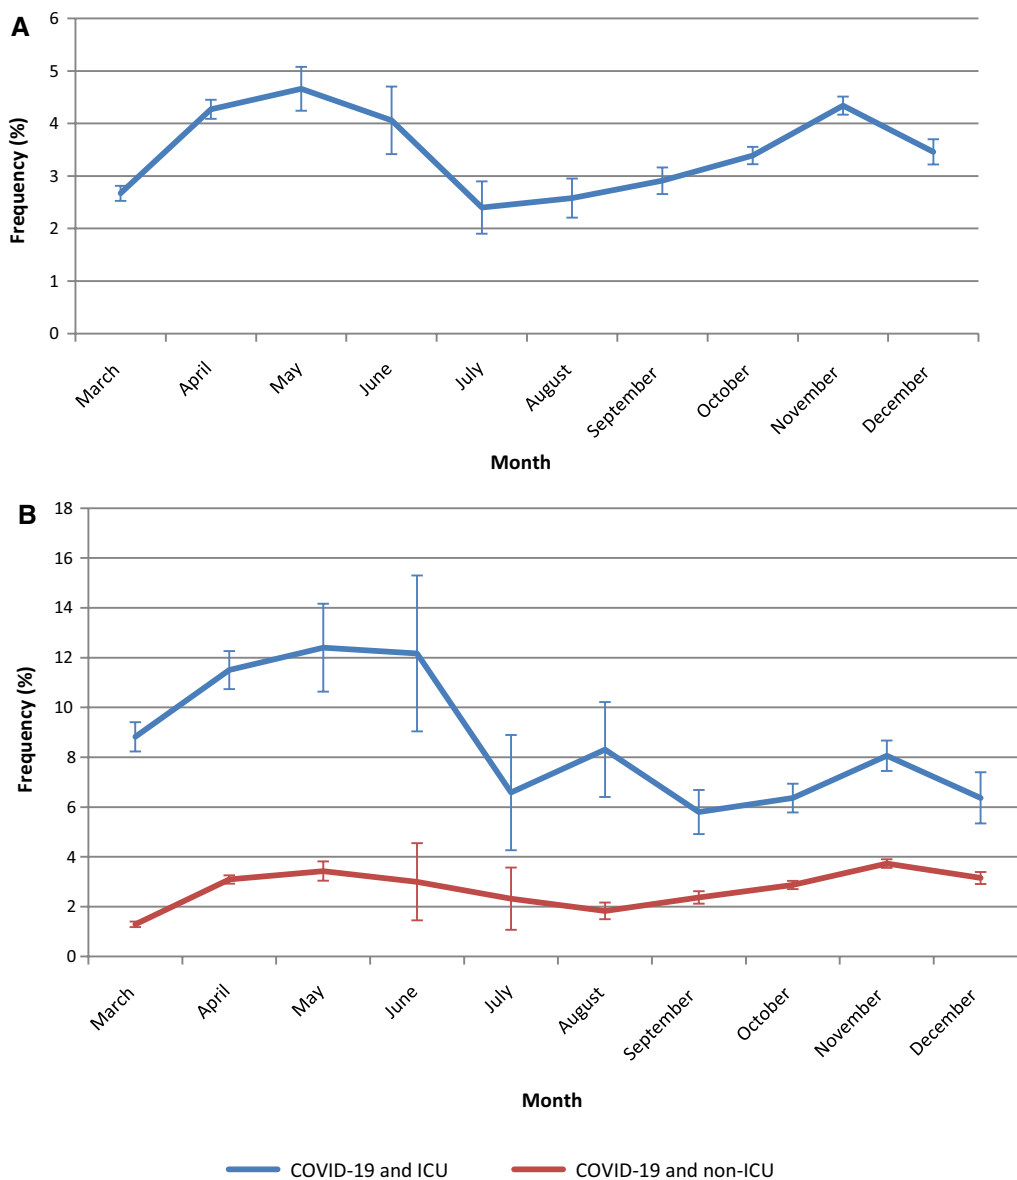 A
6
5
4
3
2
1
0
Frequency (%)
March
April
May
June
July
August
September
October
November
December
Month
B
18
16
14
12
10
8
6
4
2
0
Frequency (%)
March
April
May
June
July
August
September
October
November
December
Month
COVID-19 and ICU
COVID-19 and non-ICU